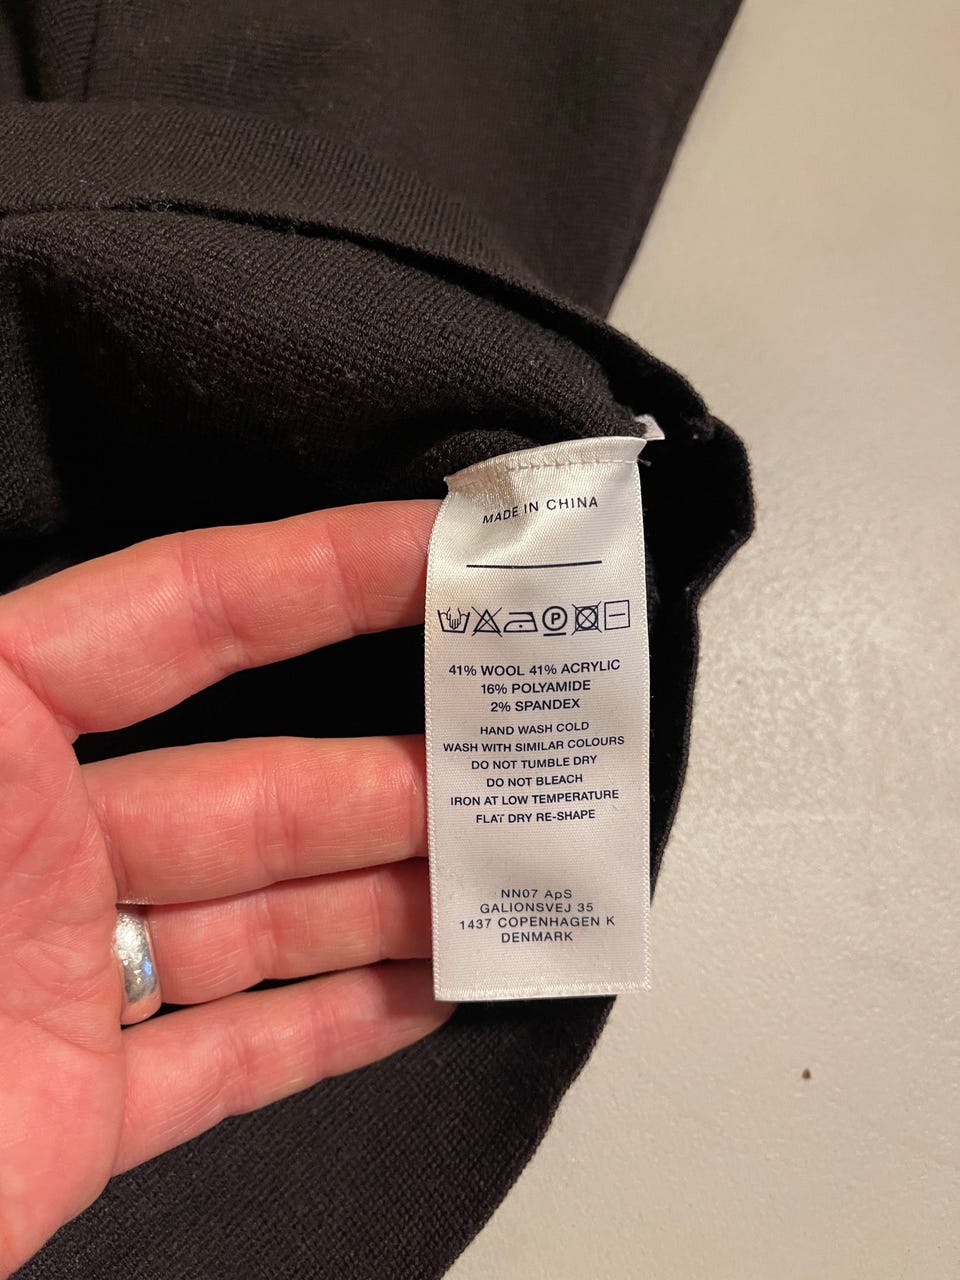 MADE IN CHINA
P
41% WOOL 41% ACRYLIC
16% POLYAMIDE
2% SPANDEX
HAND WASH COLD
WASH WITH SIMILAR COLOURS
DO NOT TUMBLE DRY
DO NOT BLEACH
IRON AT LOW TEMPERATURE
FLAT DRY RE-SHAPE
NN07 ApS
GALIONSVEJ 35
1437 COPENHAGEN K
DENMARK